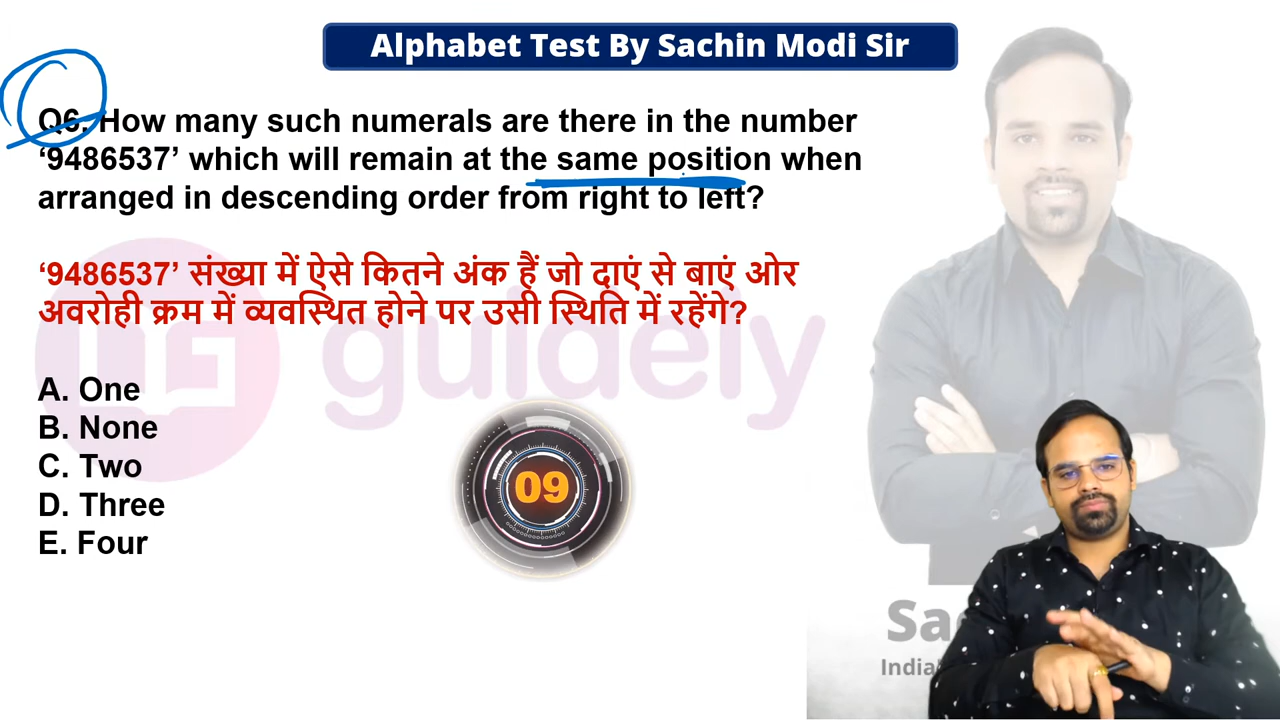 Alphabet Test By Sachin Modi Sir
Q6. How many such numerals are there in the number
‘9486537’ which will remain at the same position when
arranged in descending order from right to left?
‘9486537’ संख्या में ऐसे कितने अंक हैं जो दाएं से बाएं ओर
अवरोही क्रम में व्यवस्थित होने पर उसी स्थिति में रहेंगे?
guidely
A. One
B. None
C. Two
D. Three
E. Four
09
Sa
India